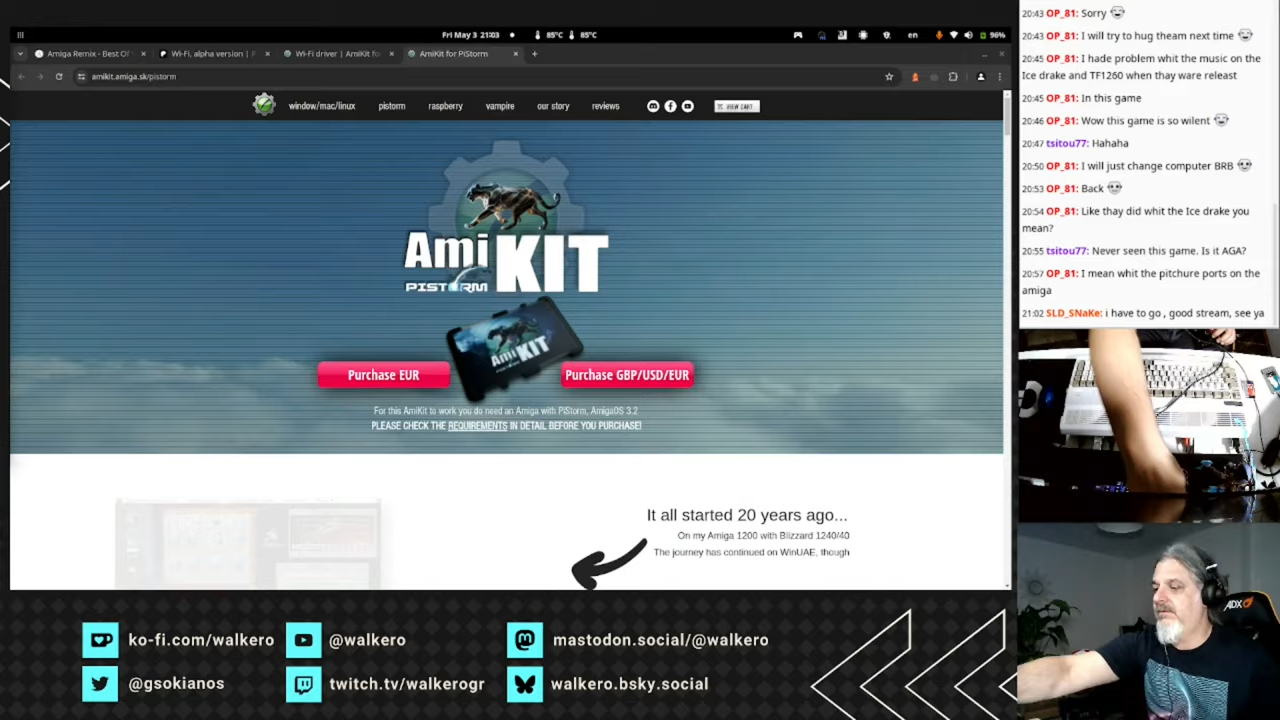 Fri May 3 21:03
85°C
85°C
en
96%
Amiga Remix - Best Of
Wi-Fi, alpha version | P
Wi-Fi driver | AmiKit fo
AmiKit for PiStorm
amikit.amiga.sk/pistorm
window/mac/linux
pistorm
raspberry
vampire
our story
reviews
VIEW CART
Ami KIT
PISTORM
Ami KIT
Purchase EUR
Purchase GBP/USD/EUR
For this AmiKit to work you do need an Amiga with PiStorm, AmigaOS 3.2
PLEASE CHECK THE REQUIREMENTS IN DETAIL BEFORE YOU PURCHASE!
It all started 20 years ago...
On my Amiga 1200 with Blizzard 1240/40
The journey has continued on WinUAE, though
20:43 OP_81: Sorry
20:43 OP_81: I will try to hug theam next time
20:45 OP_81: I hade problem whit the music on the
Ice drake and TF1260 when thay ware releast
20:45 OP_81: In this game
20:46 OP_81: Wow this game is so wilent
20:47 tsitou77: Hahaha
20:50 OP_81: I will just change computer BRB
20:53 OP_81: Back
20:54 OP_81: Like thay did whit the Ice drake you
mean?
20:55 tsitou77: Never seen this game. Is it AGA?
20:57 OP_81: I mean whit the pitchure ports on the
amiga
21:02 SLD_SNaKe: i have to go , good stream, see ya
ADX
ko-fi.com/walkero
@walkero
mastodon.social/@walkero
@gsokianos
twitch.tv/walkerogr
walkero.bsky.social